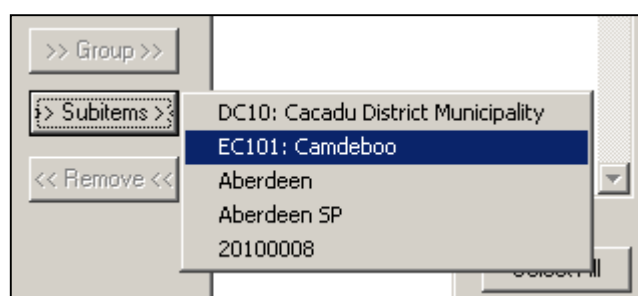 >> Group >>
> Subitems >
DC10: Cacadu District Municipality
EC101: Camdeboo
<< Remove <<
Aberdeen
Aberdeen SP
20100008